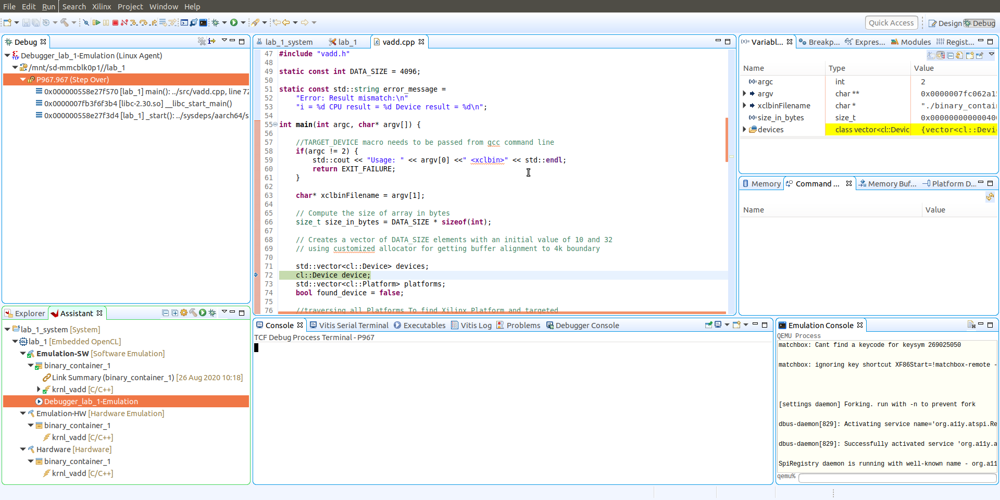 File Edit Run Search Xilinx Project Window Help
Quick Access Design Debug
Debug
Debugger_lab_1-Emulation (Linux Agent)
/mnt/sd-mmcblk0p1//lab_1
P967.967 (Step Over)
0x000000558e27f570 [lab_1] main(): ../src/vadd.cpp, line 72
0x0000007fb3f6f3b4 [libc-2.30.so] __libc_start_main()
0x000000558e27f3d4 [lab_1] _start(): ../sysdeps/aarch64/s
lab_1_system lab_1 vadd.cpp
47 #include "vadd.h"
48
49 static const int DATA_SIZE = 4096;
50
51 static const std::string error_message =
52     "Error: Result mismatch:\n"
53     "i = %d CPU result = %d Device result = %d\n";
54
55 int main(int argc, char* argv[]) {
56
57     //TARGET_DEVICE macro needs to be passed from gcc command line
58     if(argc != 2) {
59         std::cout << "Usage: " << argv[0] <<" <xclbin>" << std::endl;
60         return EXIT_FAILURE;
61     }
62
63     char* xclbinFilename = argv[1];
64
65     // Compute the size of array in bytes
66     size_t size_in_bytes = DATA_SIZE * sizeof(int);
67
68     // Creates a vector of DATA_SIZE elements with an initial value of 10 and 32
69     // using customized allocator for getting buffer alignment to 4k boundary
70
71     std::vector<cl::Device> devices;
72     cl::Device device;
73     std::vector<cl::Platform> platforms;
74     bool found_device = false;
75
76     //traversing all Platforms To find Xilinx Platform and targeted
Variabl... Breakp... Expres... Modules Regist...
Name Type Value
argc int 2
argv char ** 0x0000007fc062a1
xclbinFilename char * "./binary_contai
size_in_bytes size_t 0x000000000000400
devices class vector<cl::Devic {vector<cl::Devi
Memory Command ... Memory Buf... Platform D...
Name Value
Explorer Assistant
lab_1_system [System]
lab_1 [Embedded OpenCL]
Emulation-SW [Software Emulation]
binary_container_1
Link Summary (binary_container_1) [26 Aug 2020 10:18]
krnl_vadd [C/C++]
Debugger_lab_1-Emulation
Emulation-HW [Hardware Emulation]
binary_container_1
krnl_vadd [C/C++]
Hardware [Hardware]
binary_container_1
krnl_vadd [C/C++]
Console Vitis Serial Terminal Executables Vitis Log Problems Debugger Console
TCF Debug Process Terminal - P967
Emulation Console
QEMU Process
matchbox: Cant find a keycode for keysym 269025050
matchbox: ignoring key shortcut XF86Start=!matchbox-remote -
[settings daemon] Forking. run with -n to prevent fork
dbus-daemon[829]: Activating service name='org.a11y.atspi.Re
dbus-daemon[829]: Successfully activated service 'org.a11y.a
SpiRegistry daemon is running with well-known name - org.a11
qemu%